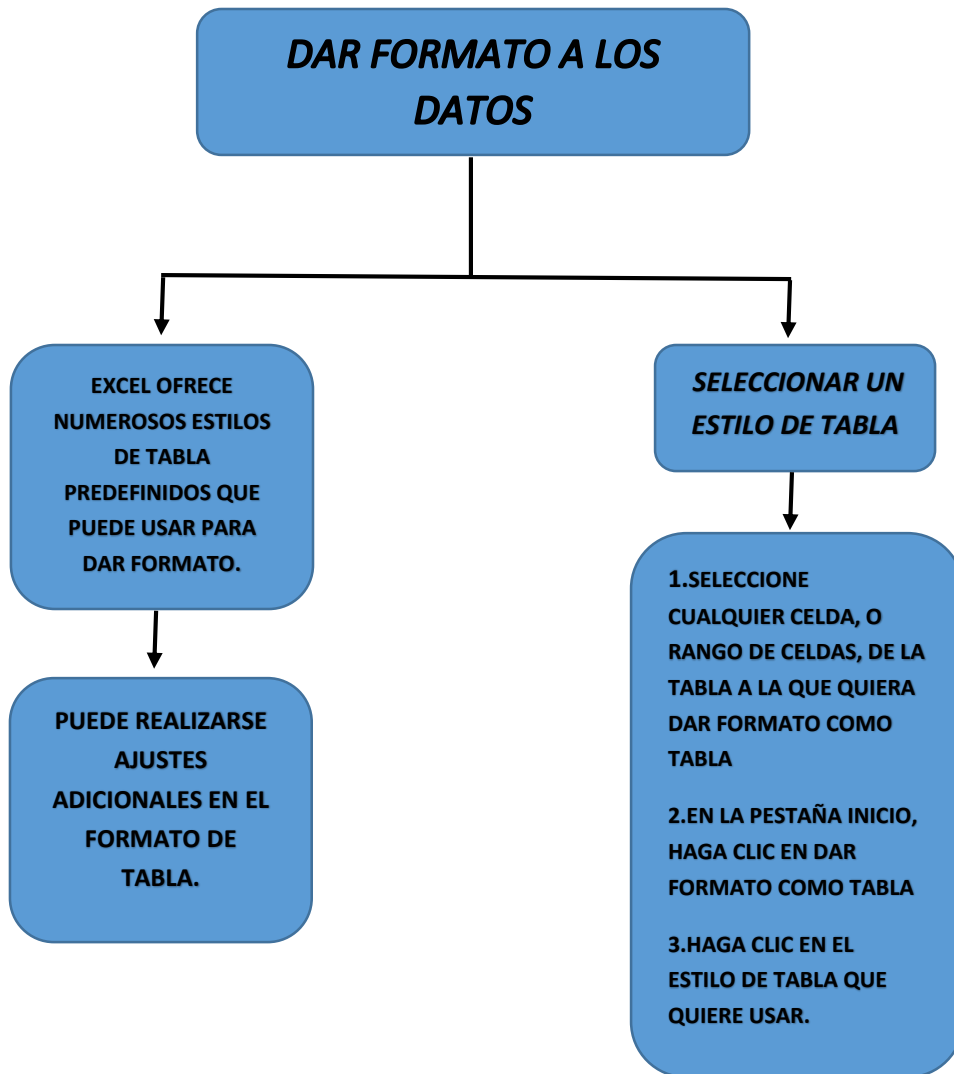 DAR FORMATO A LOS
DATOS
EXCEL OFRECE
NUMEROSOS ESTILOS
DE TABLA
PREDEFINIDOS QUE
PUEDE USAR PARA
DAR FORMATO.
PUEDE REALIZARSE
AJUSTES
ADICIONALES EN EL
FORMATO DE
TABLA.
SELECCIONAR UN
ESTILO DE TABLA
1.SELECCIONE
CUALQUIER CELDA, O
RANGO DE CELDAS, DE LA
TABLA A LA QUE QUIERA
DAR FORMATO COMO
TABLA
2.EN LA PESTAÑA INICIO,
HAGA CLIC EN DAR
FORMATO COMO TABLA
3.HAGA CLIC EN EL
ESTILO DE TABLA QUE
QUIERE USAR.